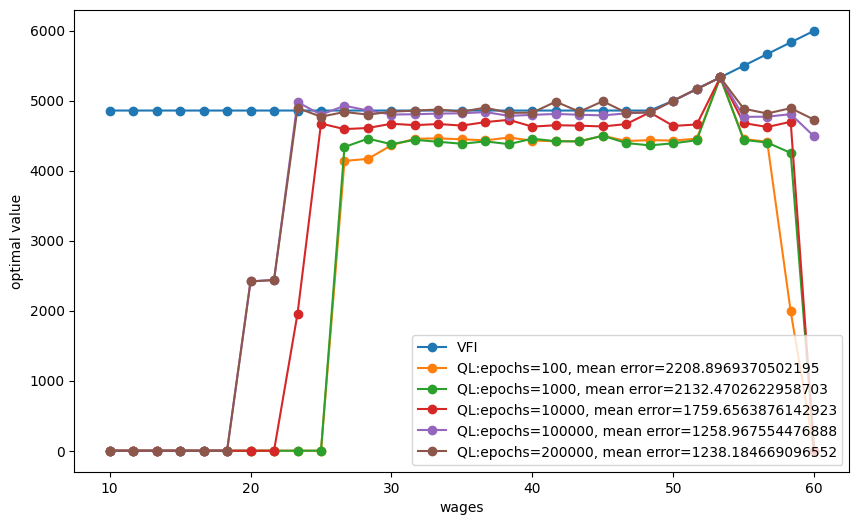 6000
5000
4000
3000
2000
1000
0
optimal value
10
20
30
40
50
60
wages
VFI
QL:epochs=100, mean error=2208.8969370502195
QL:epochs=1000, mean error=2132.4702622958703
QL:epochs=10000, mean error=1759.6563876142923
QL:epochs=100000, mean error=1258.967554476888
QL:epochs=200000, mean error=1238.184669096552